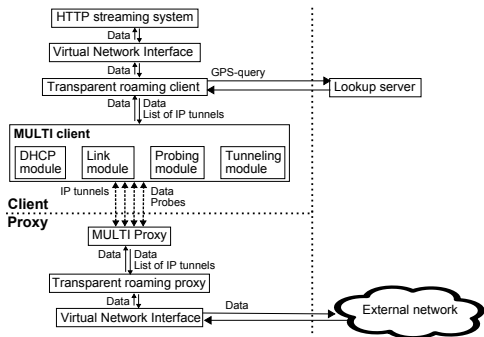 HTTP streaming system
Data
Virtual Network Interface
Data
GPS-query
Transparent roaming client
Lookup server
Data
Data
List of IP tunnels
MULTI client
DHCP
module
Link
module
Probing
module
Tunneling
module
IP tunnels
Data
Probes
Client
Proxy
MULTI Proxy
Data
Data
List of IP tunnels
Transparent roaming proxy
Data
Data
Virtual Network Interface
External network